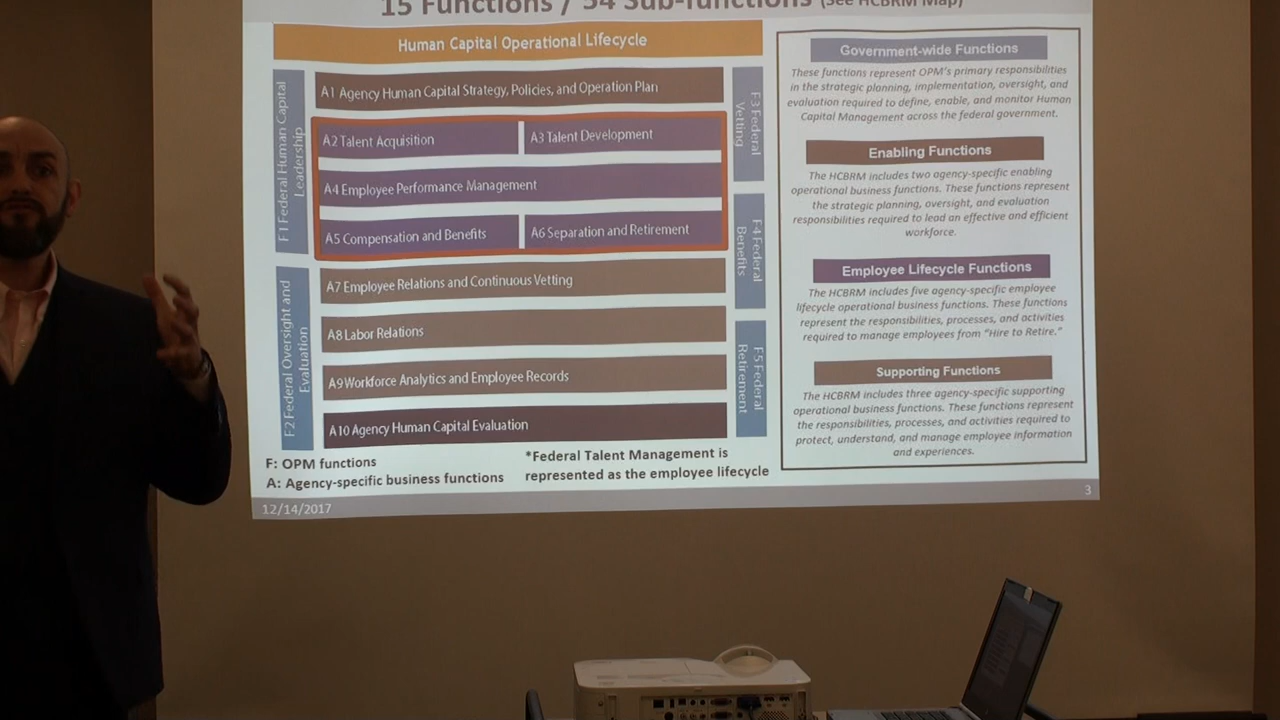 15 Functions / 54 Sub-functions (See HCBRM Map)
Human Capital Operational Lifecycle
F1 Federal Human Capital
Leadership
F2 Federal Oversight and
Evaluation
A1 Agency Human Capital Strategy, Policies, and Operation Plan
A2 Talent Acquisition
A3 Talent Development
A4 Employee Performance Management
A5 Compensation and Benefits
A6 Separation and Retirement
A7 Employee Relations and Continuous Vetting
A8 Labor Relations
A9 Workforce Analytics and Employee Records
A10 Agency Human Capital Evaluation
F3 Federal
Vetting
F4 Federal
Benefits
F5 Federal
Retirement
F: OPM functions
A: Agency-specific business functions
*Federal Talent Management is
represented as the employee lifecycle
Government-wide Functions
These functions represent OPM's primary responsibilities
in the strategic planning, implementation, oversight, and
evaluation required to define, enable, and monitor Human
Capital Management across the federal government.
Enabling Functions
The HCBRM includes two agency-specific enabling
operational business functions. These functions represent
the strategic planning, oversight, and evaluation
responsibilities required to lead an effective and efficient
workforce.
Employee Lifecycle Functions
The HCBRM includes five agency-specific employee
lifecycle operational business functions. These functions
represent the responsibilities, processes, and activities
required to manage employees from “Hire to Retire.”
Supporting Functions
The HCBRM includes three agency-specific supporting
operational business functions. These functions represent
the responsibilities, processes, and activities required to
protect, understand, and manage employee information
and experiences.
12/14/2017
3